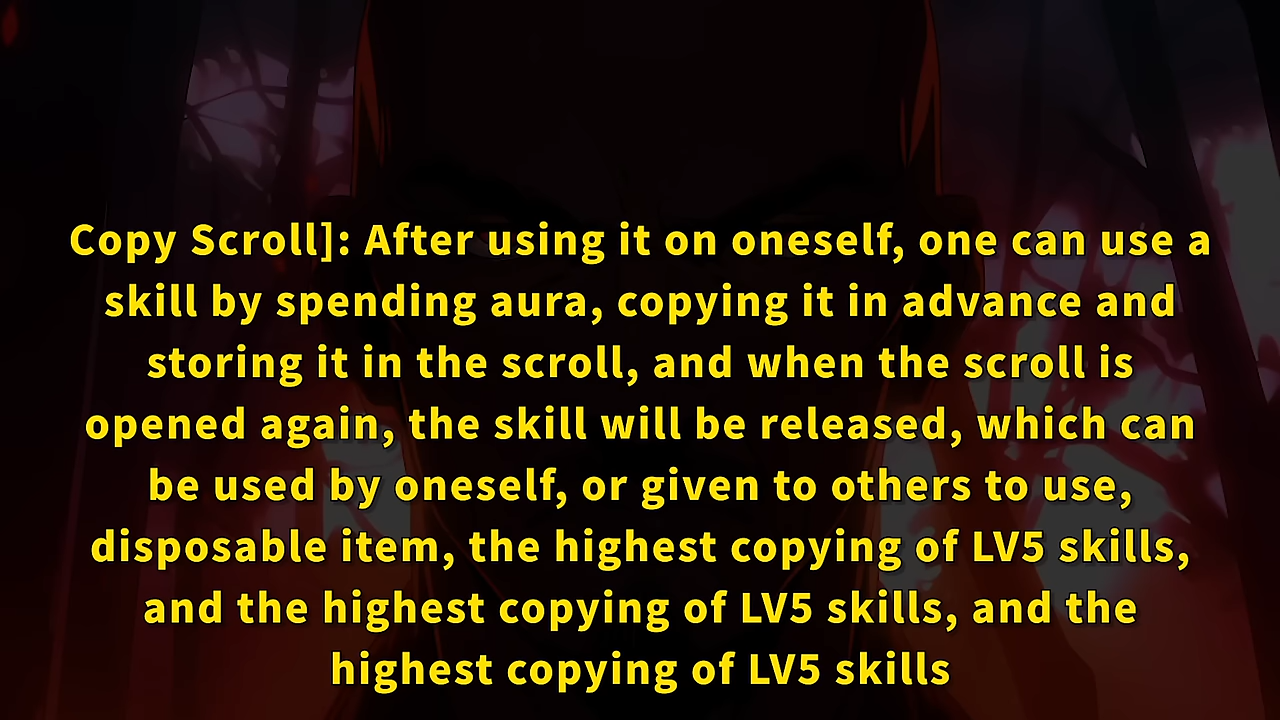 Copy Scroll]: After using it on oneself, one can use a
skill by spending aura, copying it in advance and
storing it in the scroll, and when the scroll is
opened again, the skill will be released, which can
be used by oneself, or given to others to use,
disposable item, the highest copying of LV5 skills,
and the highest copying of LV5 skills, and the
highest copying of LV5 skills